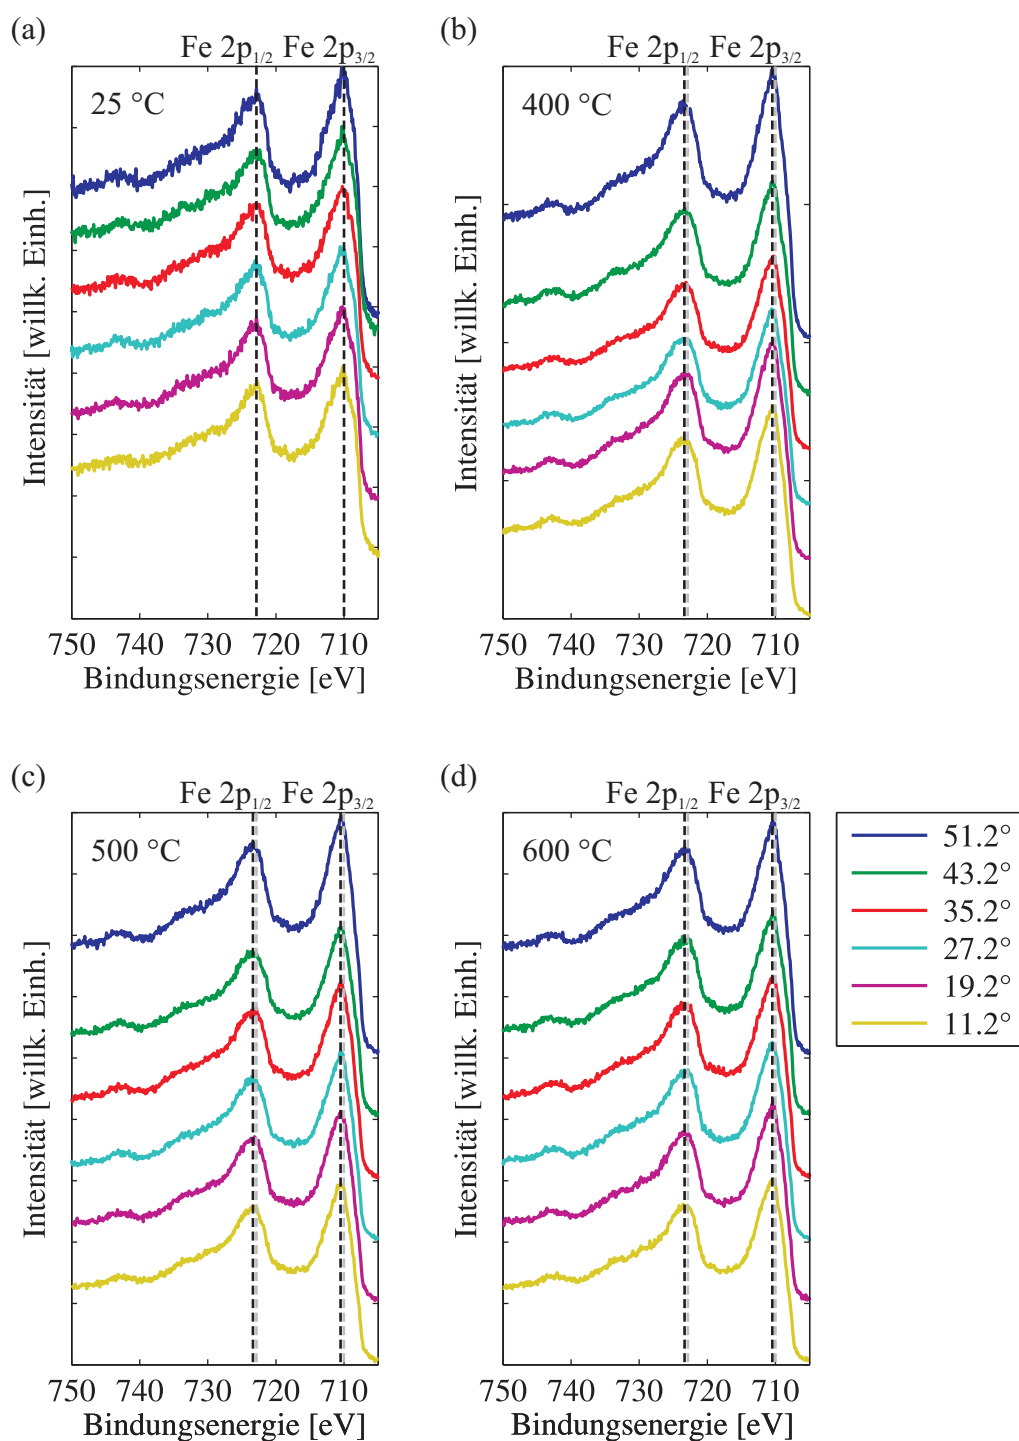 (a)
Fe 2p1/2 Fe 2p3/2
25 °C
Intensität [willk. Einh.]
750 740 730 720 710
Bindungsenergie [eV]
(b)
Fe 2p1/2 Fe 2p3/2
400 °C
Intensität [willk. Einh.]
750 740 730 720 710
Bindungsenergie [eV]
(c)
Fe 2p1/2 Fe 2p3/2
500 °C
Intensität [willk. Einh.]
750 740 730 720 710
Bindungsenergie [eV]
(d)
Fe 2p1/2 Fe 2p3/2
600 °C
Intensität [willk. Einh.]
750 740 730 720 710
Bindungsenergie [eV]
51.2°
43.2°
35.2°
27.2°
19.2°
11.2°